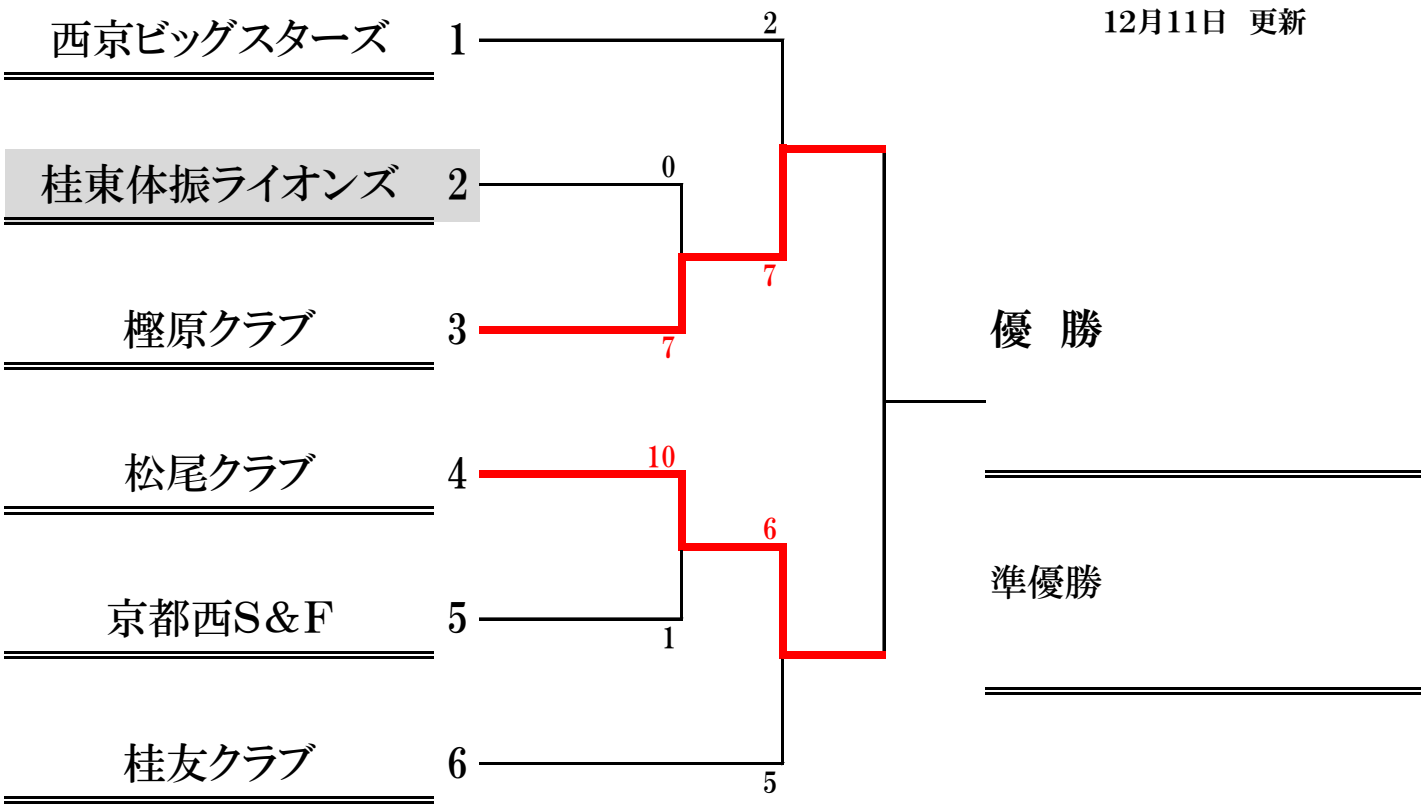 12月11日 更新
西京ビッグスターズ 1
2
桂東体振ライオンズ 2
0
7
樫原クラブ 3
7
優 勝
松尾クラブ 4
10
6
準優勝
京都西S&F 5
1
桂友クラブ 6
5